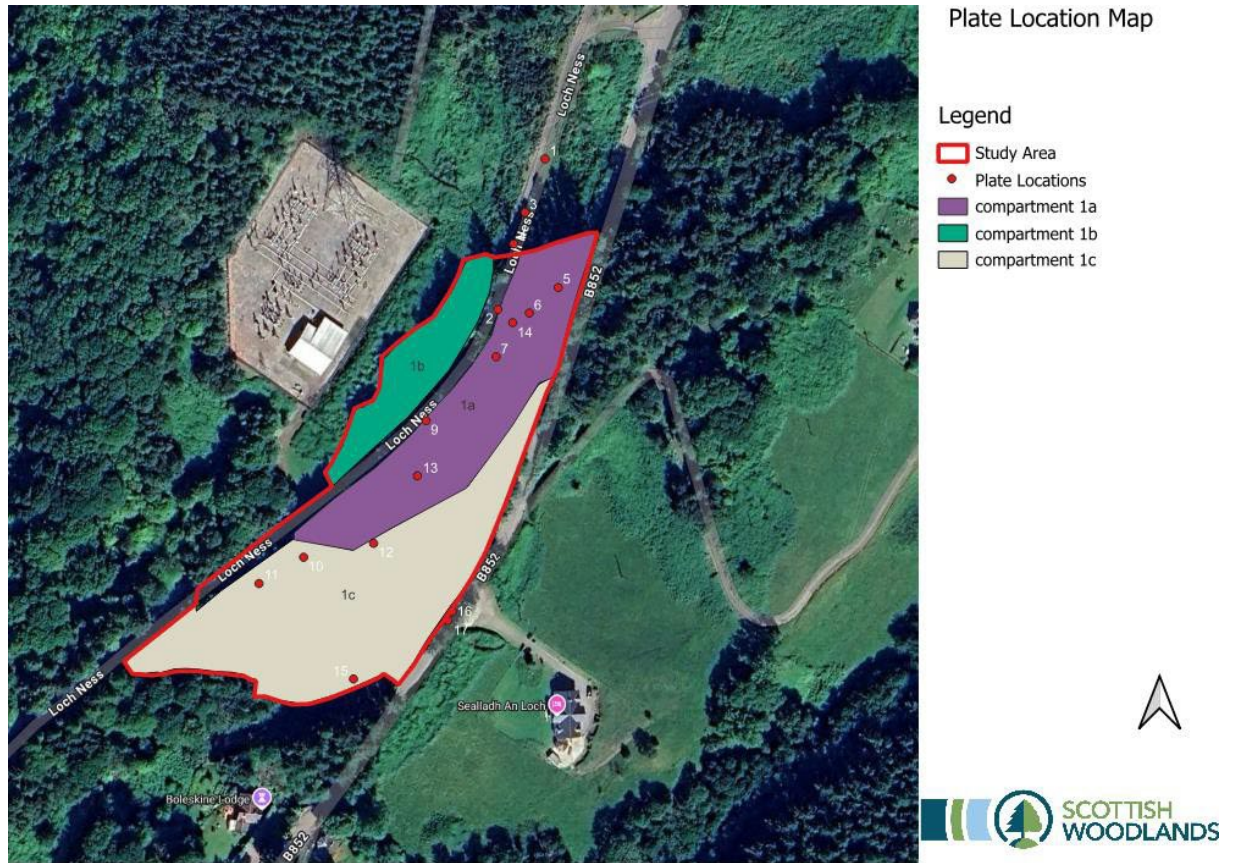 Plate Location Map
Legend
Study Area
Plate Locations
compartment 1a
compartment 1b
compartment 1c
Loch Ness
1
3
Loch Ness
B852
5
6
2
14
7
1b
1a
Loch Ness
9
13
12
10
Loch Ness
11
1c
B852
16
17
15
Loch Ness
Sealladh An Loch
Boleskine Lodge
B852
SCOTTISH
WOODLANDS